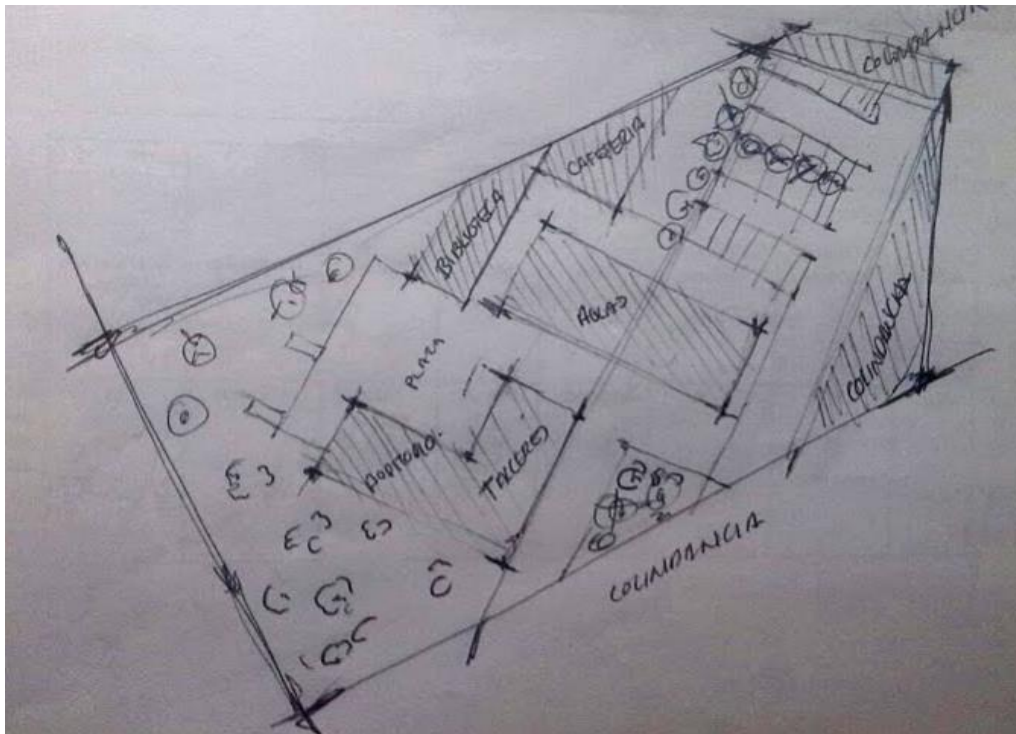 COLINDANCIA
CAFETERIA
BIBLIOTECA
AULAS
PLAZA
COLINDANCIA
AUDITORIO.
TALLERES
COLINDANCIA